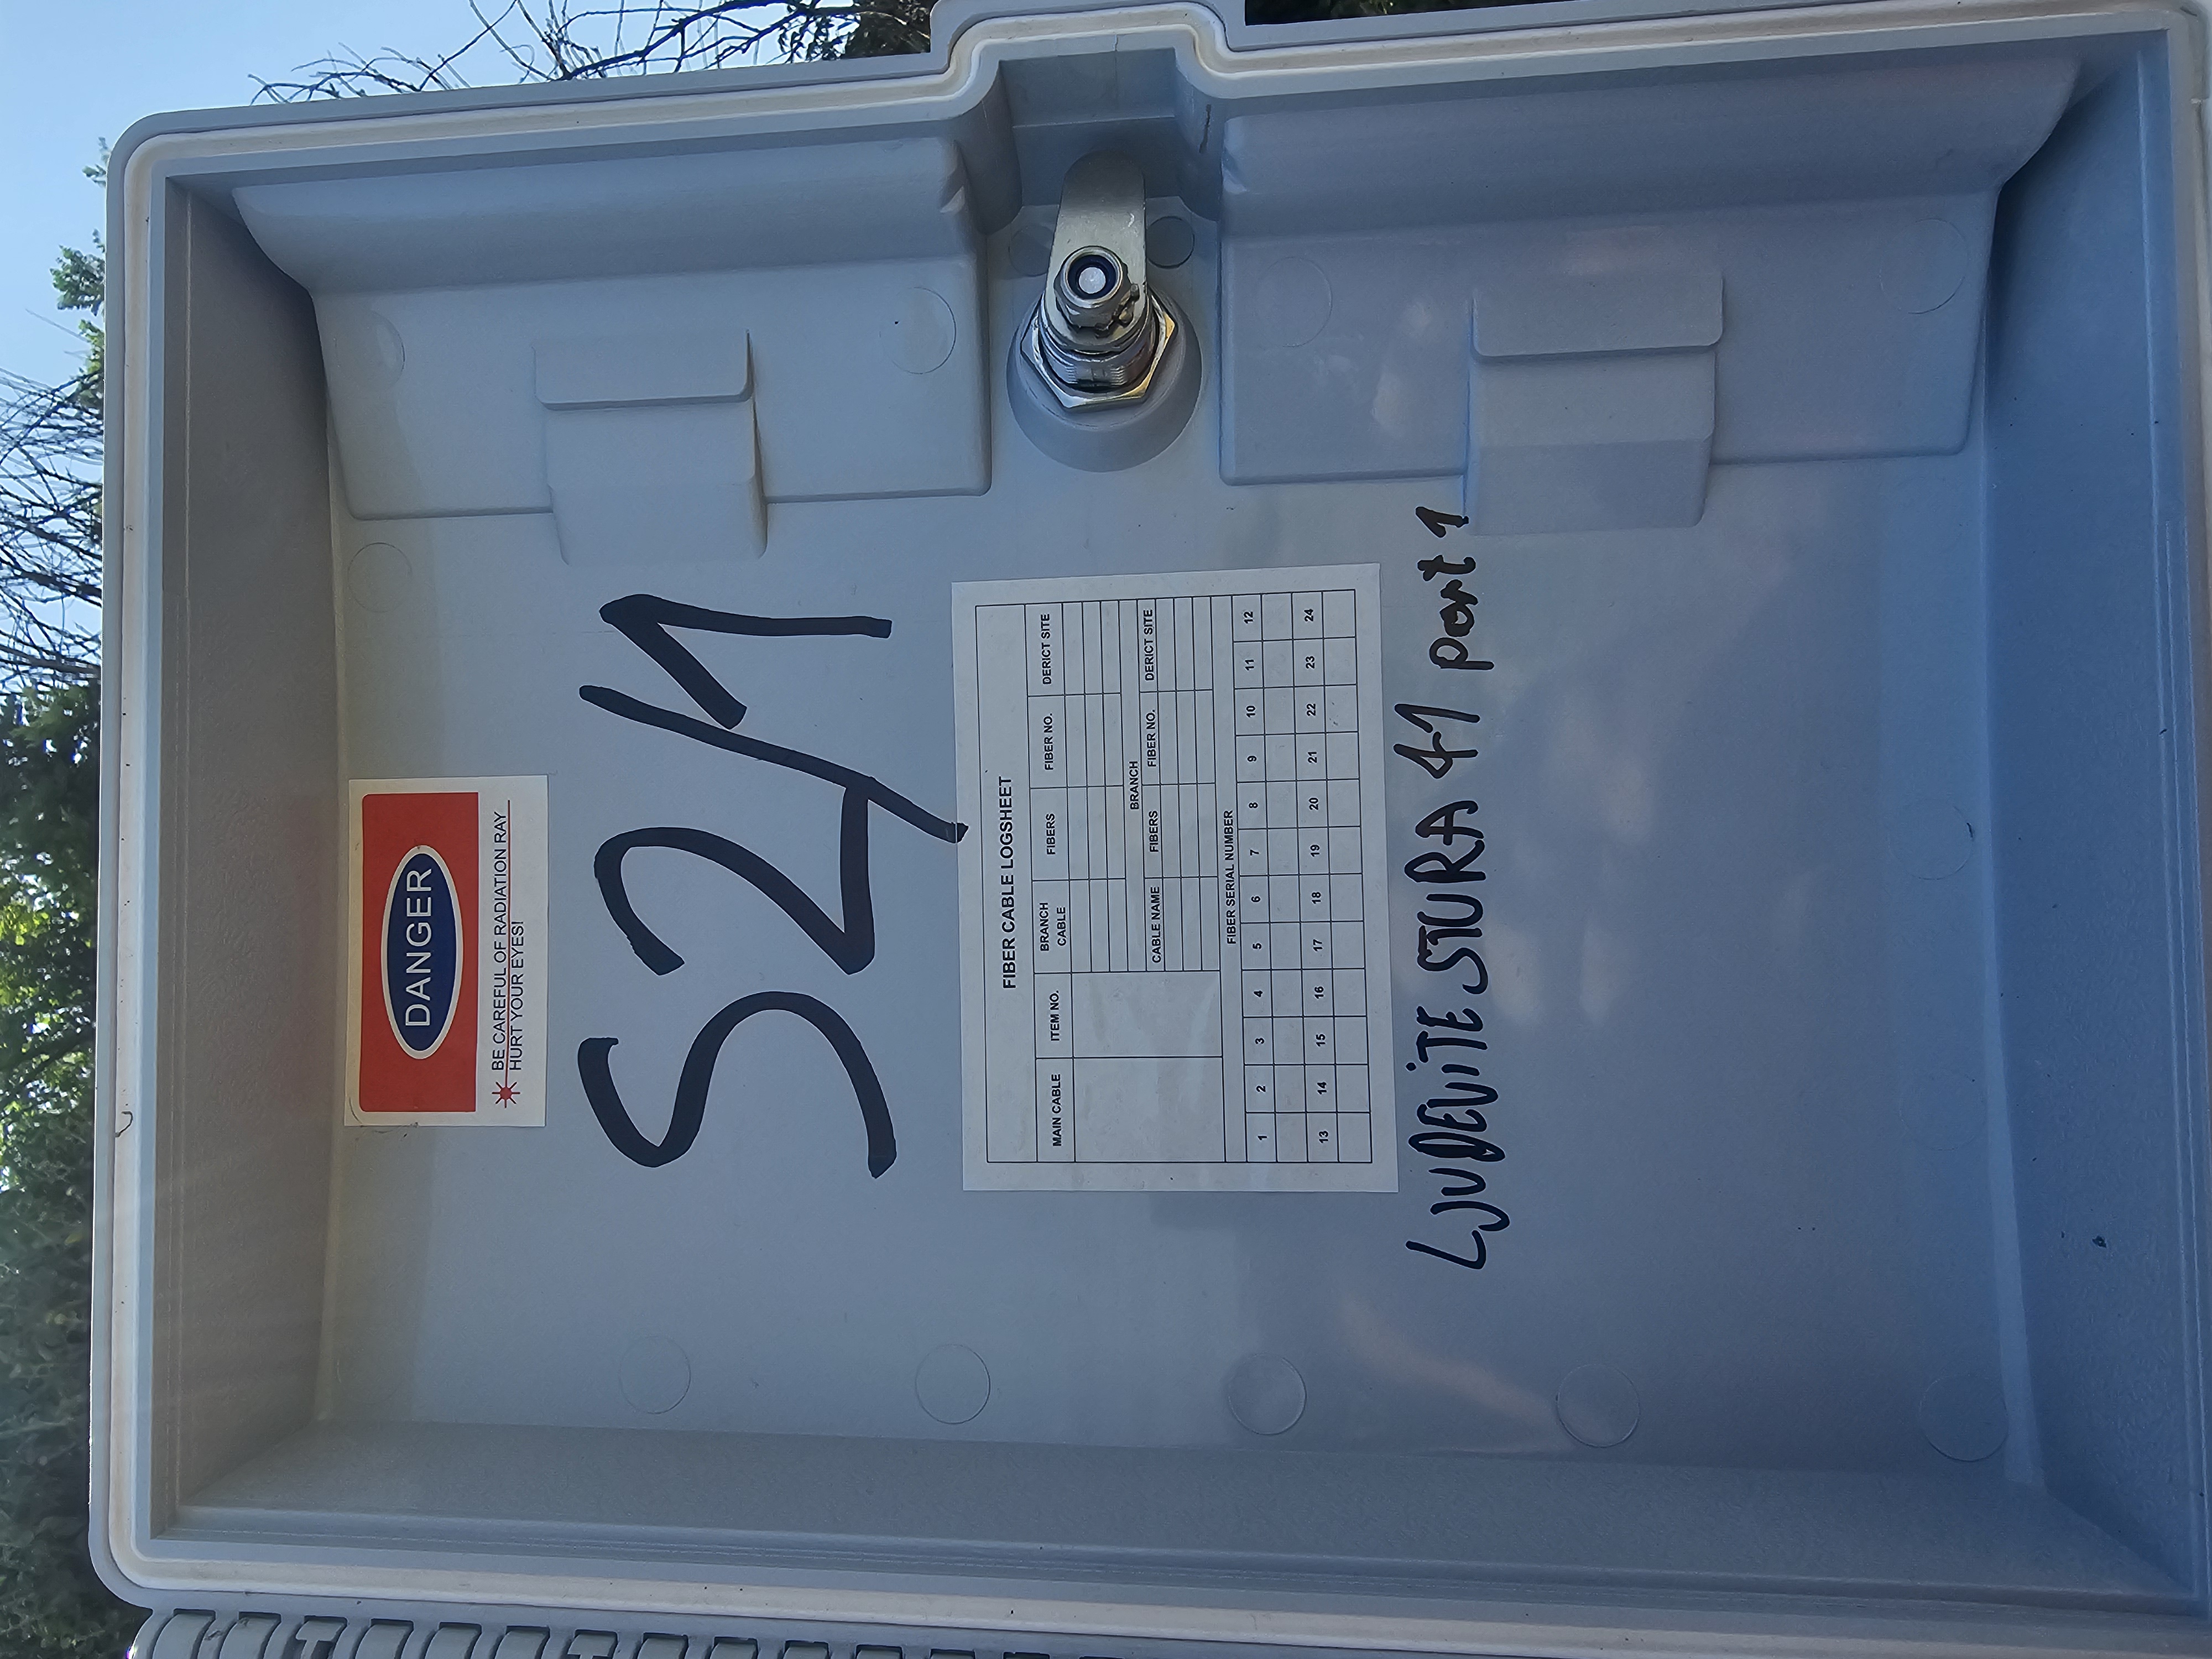 DANGER
BE CAREFUL OF RADIATION RAY
HURT YOUR EYES!
S2/1
FIBER CABLE LOGSHEET
MAIN CABLE ITEM NO. BRANCH CABLE FIBERS FIBER NO. DERICT SITE
BRANCH
CABLE NAME FIBERS FIBER NO. DERICT SITE
FIBER SERIAL NUMBER
1 2 3 4 5 6 7 8 9 10 11 12
13 14 15 16 17 18 19 20 21 22 23 24
LJUDEVITE STURA 41 port 1